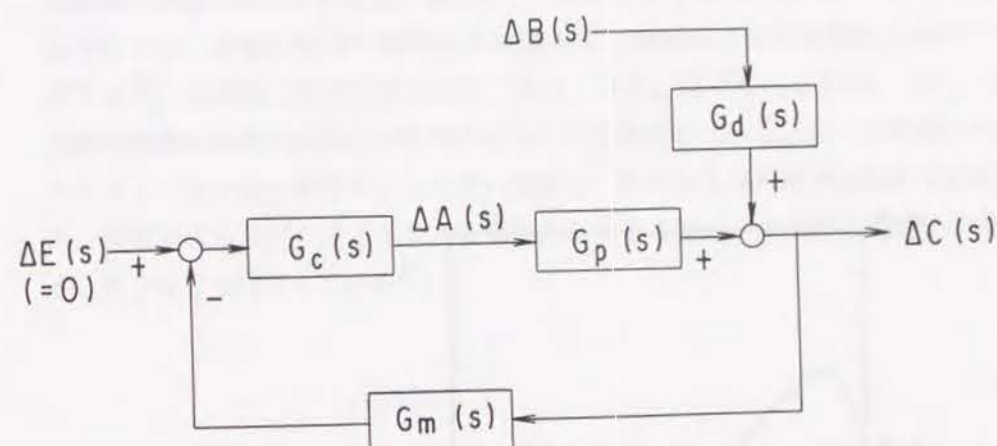 ΔB(s)
G_d(s)
+
ΔE(s)
(=0)
+
-
G_c(s)
ΔA(s)
G_p(s)
+
ΔC(s)
G_m(s)